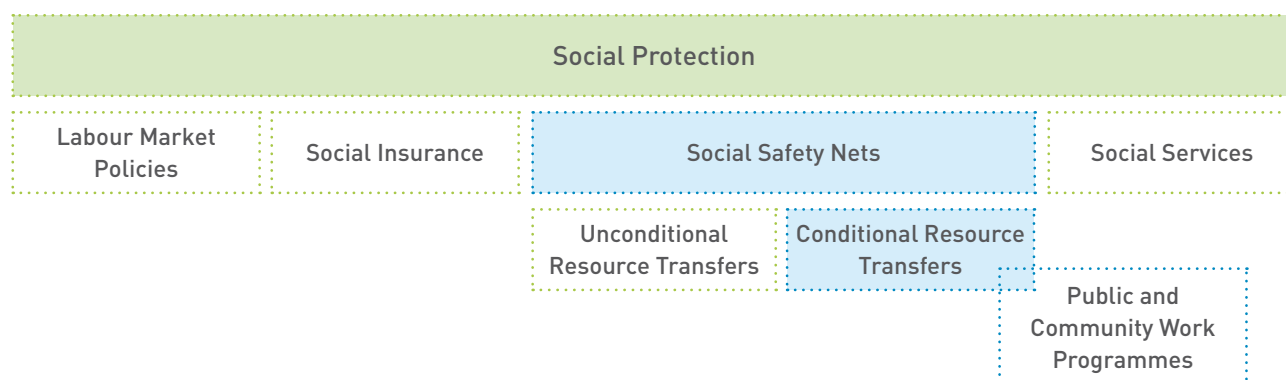 Social Protection
Labour Market
Policies
Social Insurance
Social Safety Nets
Social Services
Unconditional
Resource Transfers
Conditional Resource
Transfers
Public and
Community Work
Programmes